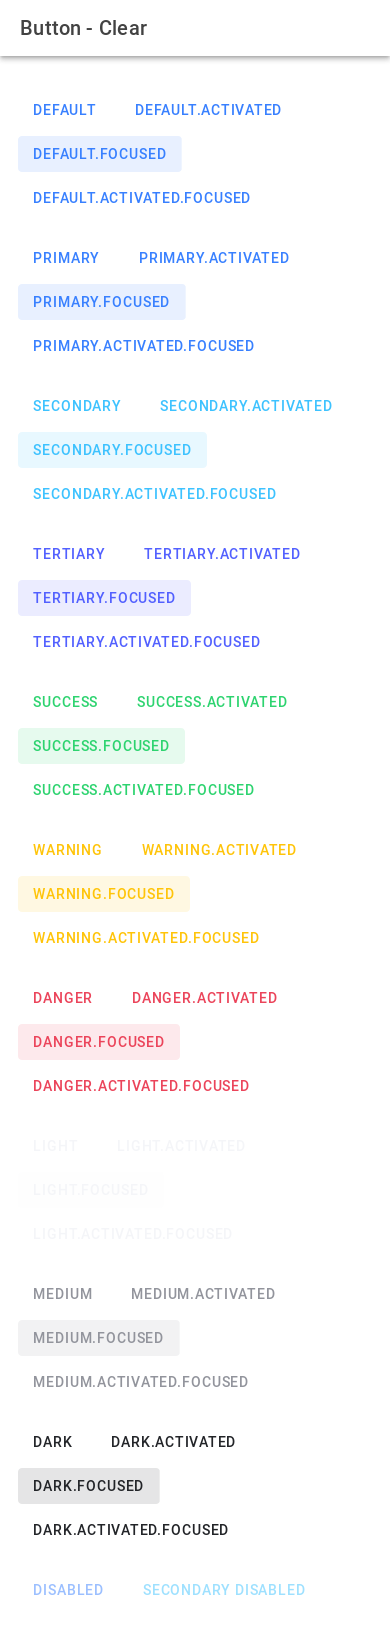 Button - Clear
DEFAULT DEFAULT.ACTIVATED
DEFAULT.FOCUSED
DEFAULT.ACTIVATED.FOCUSED
PRIMARY PRIMARY.ACTIVATED
PRIMARY.FOCUSED
PRIMARY.ACTIVATED.FOCUSED
SECONDARY SECONDARY.ACTIVATED
SECONDARY.FOCUSED
SECONDARY.ACTIVATED.FOCUSED
TERTIARY TERTIARY.ACTIVATED
TERTIARY.FOCUSED
TERTIARY.ACTIVATED.FOCUSED
SUCCESS SUCCESS.ACTIVATED
SUCCESS.FOCUSED
SUCCESS.ACTIVATED.FOCUSED
WARNING WARNING.ACTIVATED
WARNING.FOCUSED
WARNING.ACTIVATED.FOCUSED
DANGER DANGER.ACTIVATED
DANGER.FOCUSED
DANGER.ACTIVATED.FOCUSED
LIGHT LIGHT.ACTIVATED
LIGHT.FOCUSED
LIGHT.ACTIVATED.FOCUSED
MEDIUM MEDIUM.ACTIVATED
MEDIUM.FOCUSED
MEDIUM.ACTIVATED.FOCUSED
DARK DARK.ACTIVATED
DARK.FOCUSED
DARK.ACTIVATED.FOCUSED
DISABLED SECONDARY DISABLED